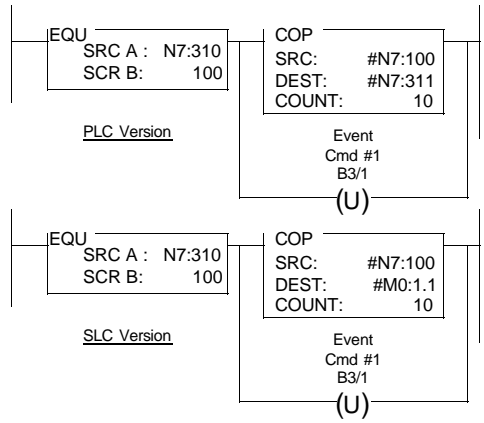 EQU
SRC A : N7:310
SCR B: 100
COP
SRC: #N7:100
DEST: #N7:311
COUNT: 10
PLC Version
Event
Cmd #1
B3/1
(U)
EQU
SRC A : N7:310
SCR B: 100
COP
SRC: #N7:100
DEST: #M0:1.1
COUNT: 10
SLC Version
Event
Cmd #1
B3/1
(U)